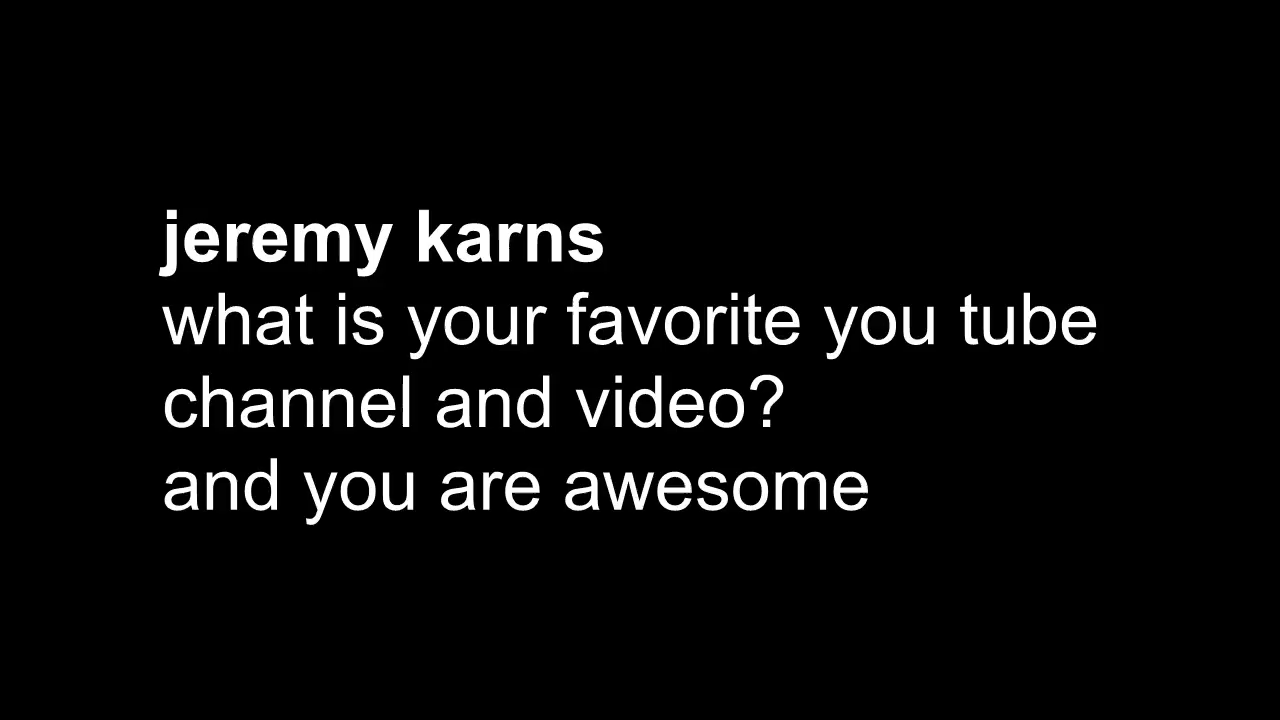 jeremy karns
what is your favorite you tube
channel and video?
and you are awesome